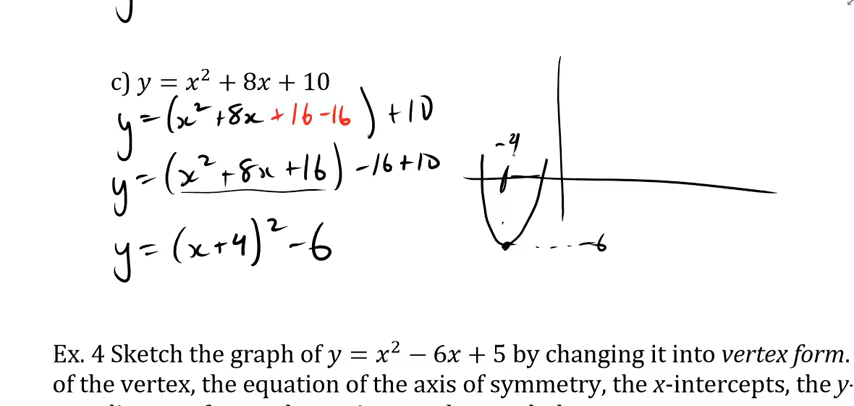 y
c) y = x² + 8x + 10
y = (x² + 8x + 16 - 16) + 10
y = (x² + 8x + 16) - 16 + 10
y = (x + 4)² - 6
-4
-6
Ex. 4 Sketch the graph of y = x² − 6x + 5 by changing it into vertex form.
of the vertex, the equation of the axis of symmetry, the x-intercepts, the y-